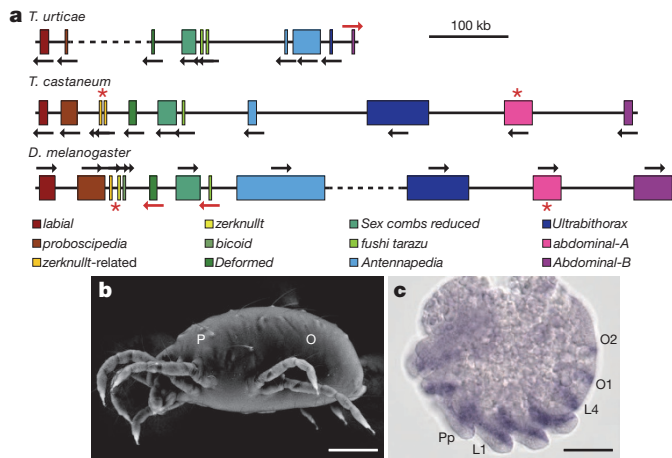 a
T. urticae
100 kb
T. castaneum
*
*
D. melanogaster
*
*
labial
zerknullt
Sex combs reduced
Ultrabithorax
proboscipedia
bicoid
fushi tarazu
abdominal-A
zerknullt-related
Deformed
Antennapedia
Abdominal-B
b
P
O
c
O2
O1
L4
L1
Pp